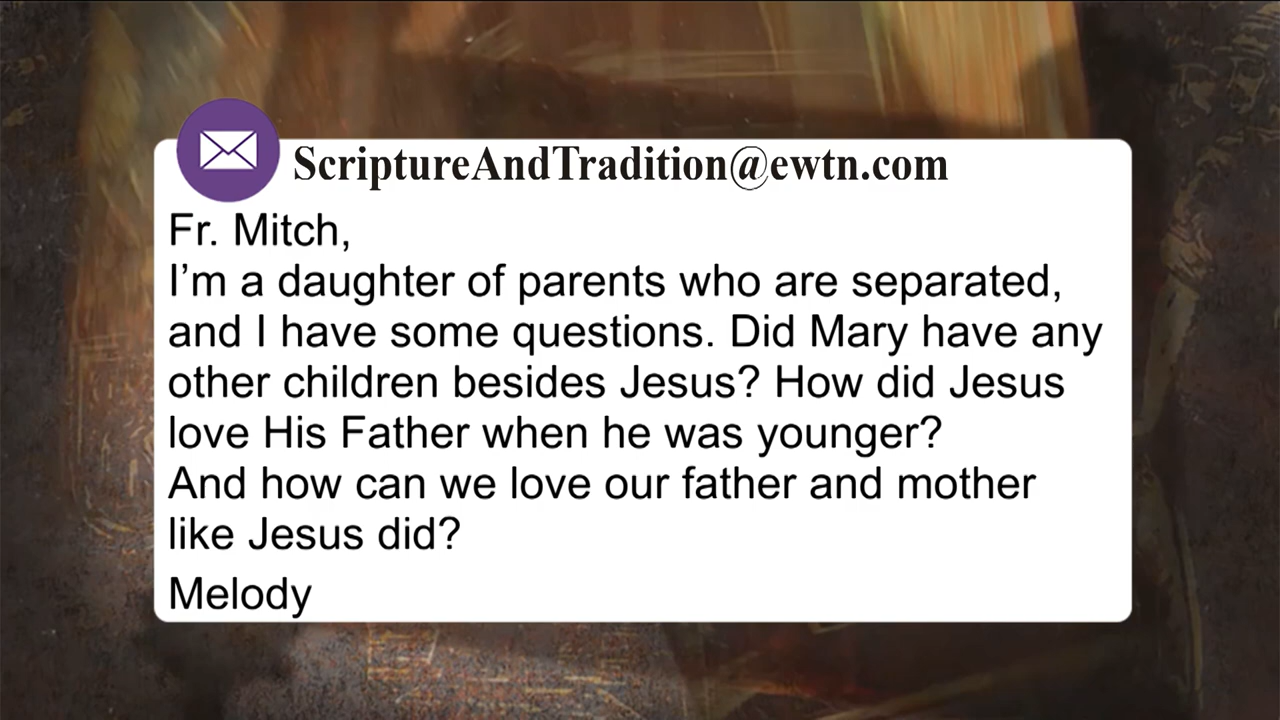 ScriptureAndTradition@ewtn.com
Fr. Mitch,
I’m a daughter of parents who are separated,
and I have some questions. Did Mary have any
other children besides Jesus? How did Jesus
love His Father when he was younger?
And how can we love our father and mother
like Jesus did?
Melody